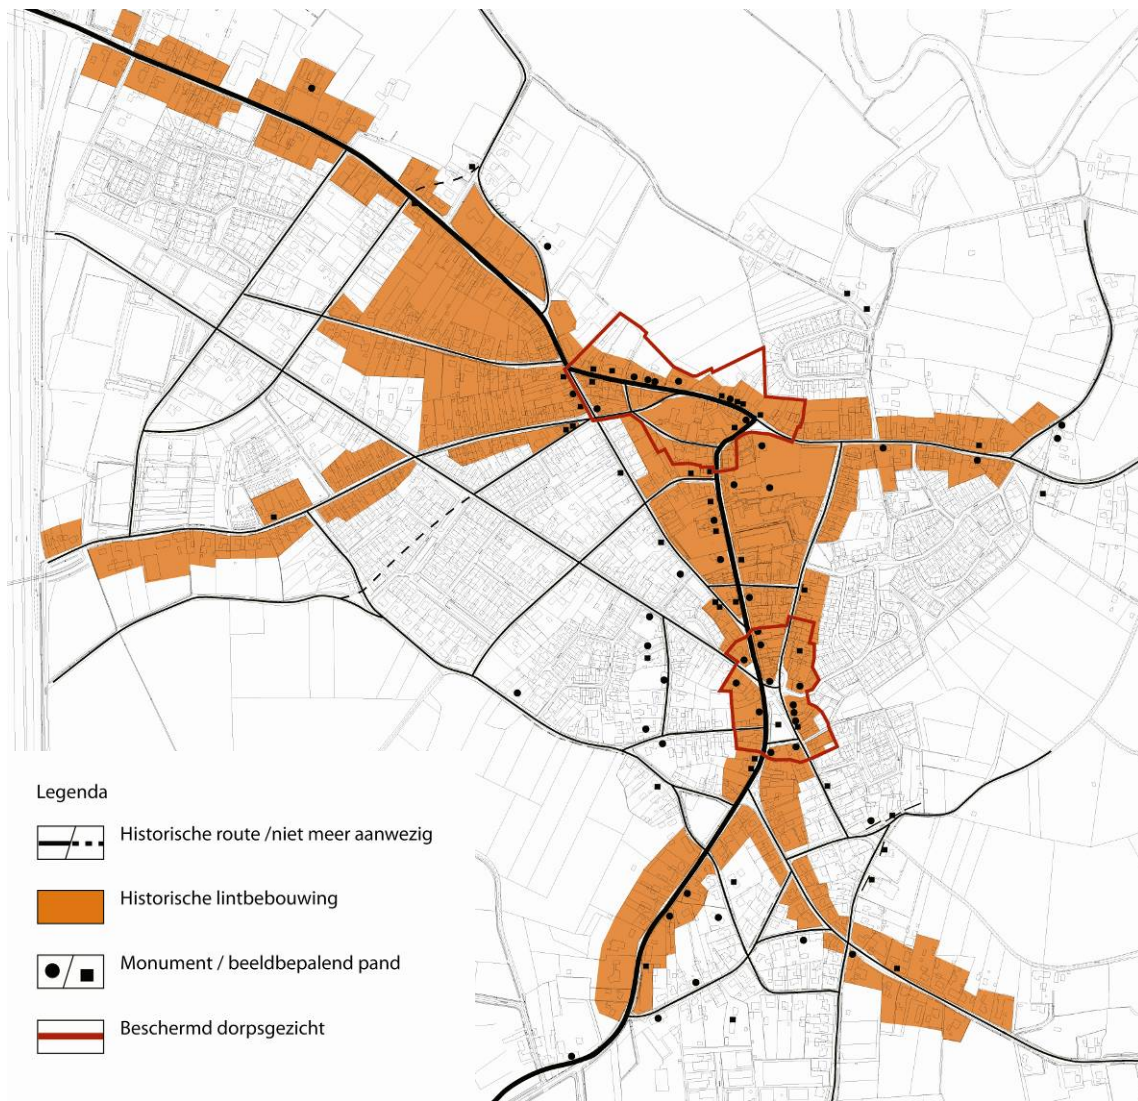 Legenda
Historische route /niet meer aanwezig
Historische lintbebouwing
Monument / beeldbepalend pand
Beschermd dorpsgezicht